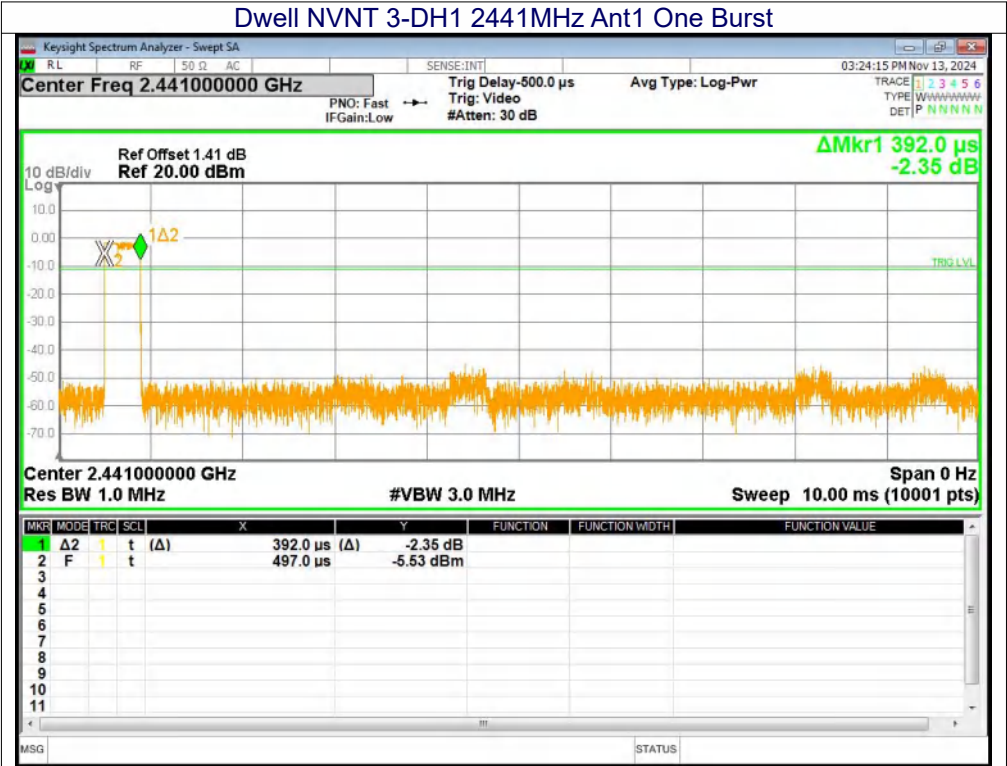 Dwell NVNT 3-DH1 2441MHz Ant1 One Burst
Keysight Spectrum Analyzer - Swept SA
RL RF 50 Ω AC SENSE:INT 03:24:15 PM Nov 13, 2024
Center Freq 2.441000000 GHz
PNO: Fast
IFGain:Low
Trig Delay-500.0 µs
Trig: Video
#Atten: 30 dB
Avg Type: Log-Pwr
TRACE 1 2 3 4 5 6
TYPE WWWWWWW
DET P N N N N N
ΔMkr1 392.0 µs
-2.35 dB
Ref Offset 1.41 dB
10 dB/div Ref 20.00 dBm
Log
10.0
0.00
-10.0
-20.0
-30.0
-40.0
-50.0
-60.0
-70.0
1Δ2
2
TRIG LVL
Center 2.441000000 GHz Span 0 Hz
Res BW 1.0 MHz #VBW 3.0 MHz Sweep 10.00 ms (10001 pts)
MKR MODE TRC SCL X Y FUNCTION FUNCTION WIDTH FUNCTION VALUE
1 Δ2 1 t (Δ) 392.0 µs (Δ) -2.35 dB
2 F 1 t 497.0 µs -5.53 dBm
3
4
5
6
7
8
9
10
11
MSG STATUS